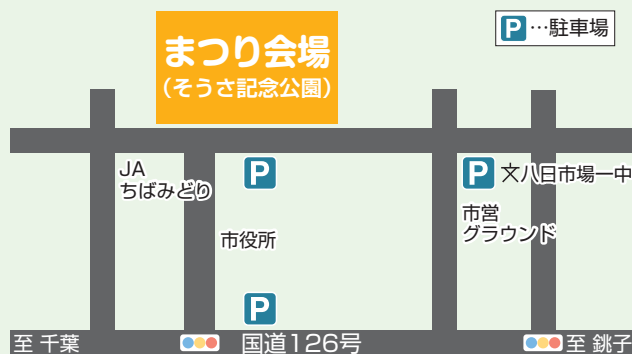 まつり会場
（そうさ記念公園）
P…駐車場
JA
ちばみどり
P
P
文八日市場一中
市営
グラウンド
市役所
P
至 千葉
国道126号
至 銚子